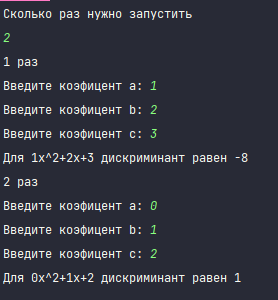 Сколько раз нужно запустить
2
1 раз
Введите коэфицент a: 1
Введите коэфицент b: 2
Введите коэфицент c: 3
Для 1x^2+2x+3 дискриминант равен -8
2 раз
Введите коэфицент a: 0
Введите коэфицент b: 1
Введите коэфицент c: 2
Для 0x^2+1x+2 дискриминант равен 1